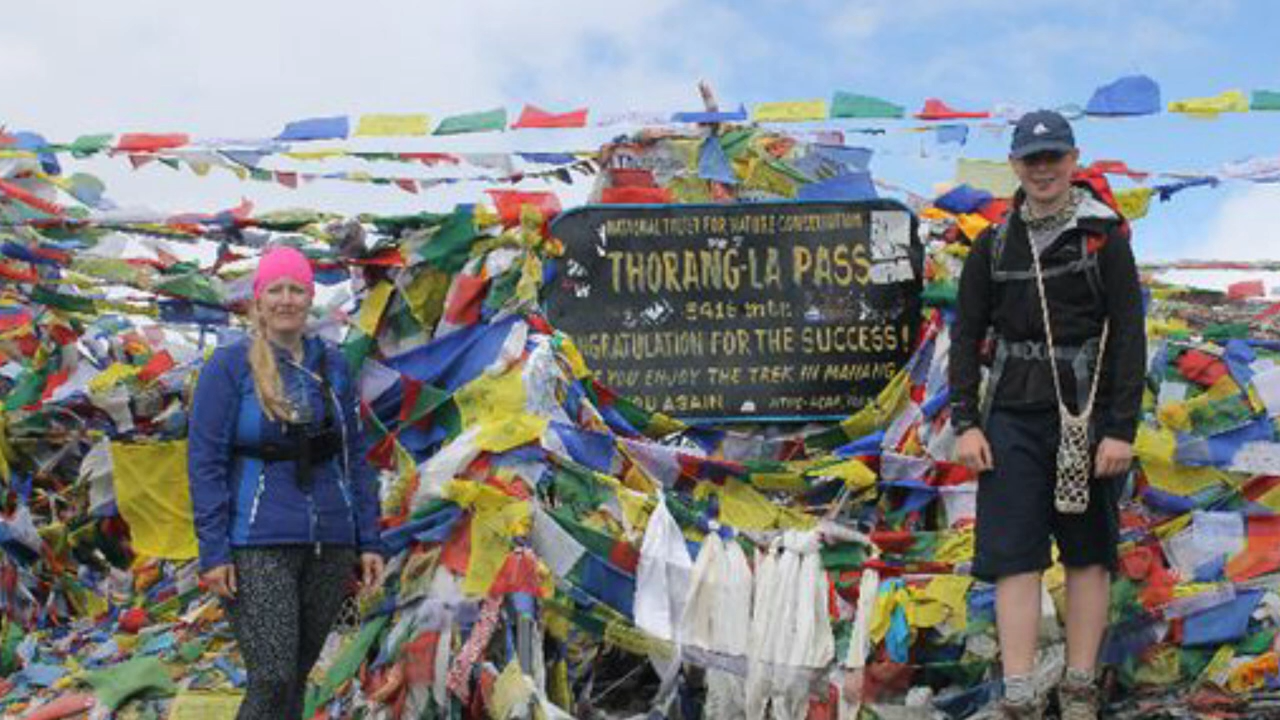 NATIONAL TRUST FOR NATURE CONSERVATION
THORANG-LA PASS
5416 mtr.
NGRATULATION FOR THE SUCCESS!
E YOU ENJOY THE TREK IN MANANG
OU AGAIN